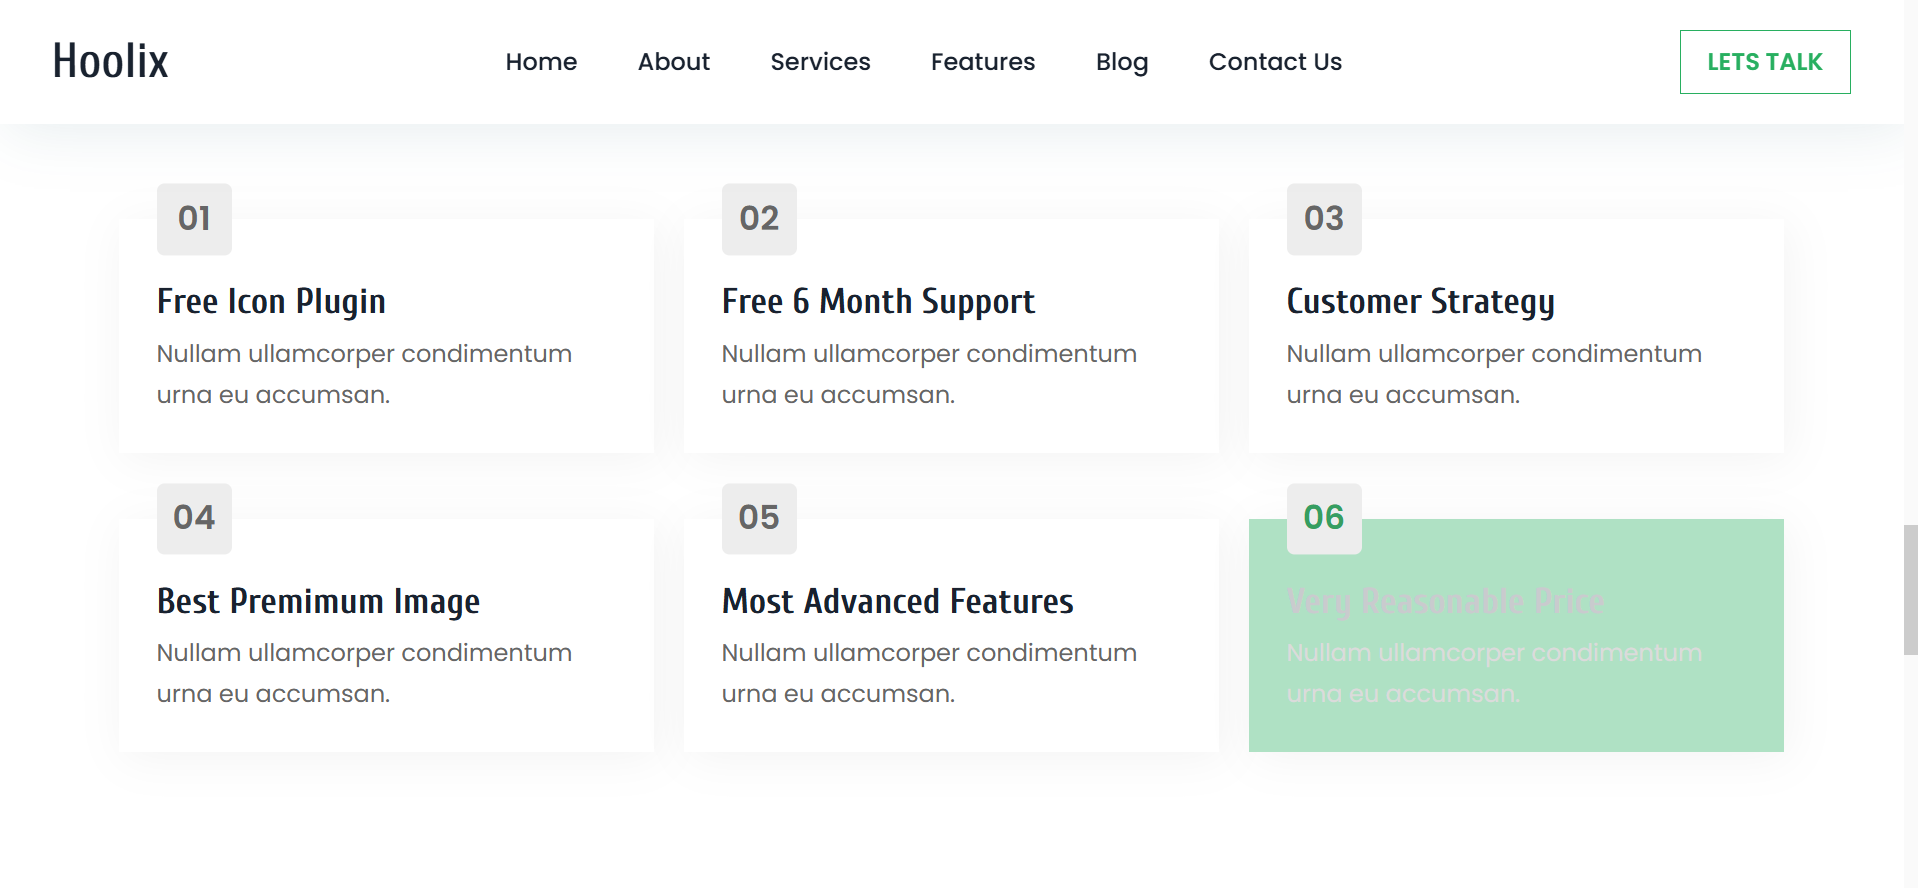 Hoolix
Home About Services Features Blog Contact Us
LETS TALK
01
Free Icon Plugin
Nullam ullamcorper condimentum
urna eu accumsan.
02
Free 6 Month Support
Nullam ullamcorper condimentum
urna eu accumsan.
03
Customer Strategy
Nullam ullamcorper condimentum
urna eu accumsan.
04
Best Premimum Image
Nullam ullamcorper condimentum
urna eu accumsan.
05
Most Advanced Features
Nullam ullamcorper condimentum
urna eu accumsan.
06
Very Reasonable Price
Nullam ullamcorper condimentum
urna eu accumsan.